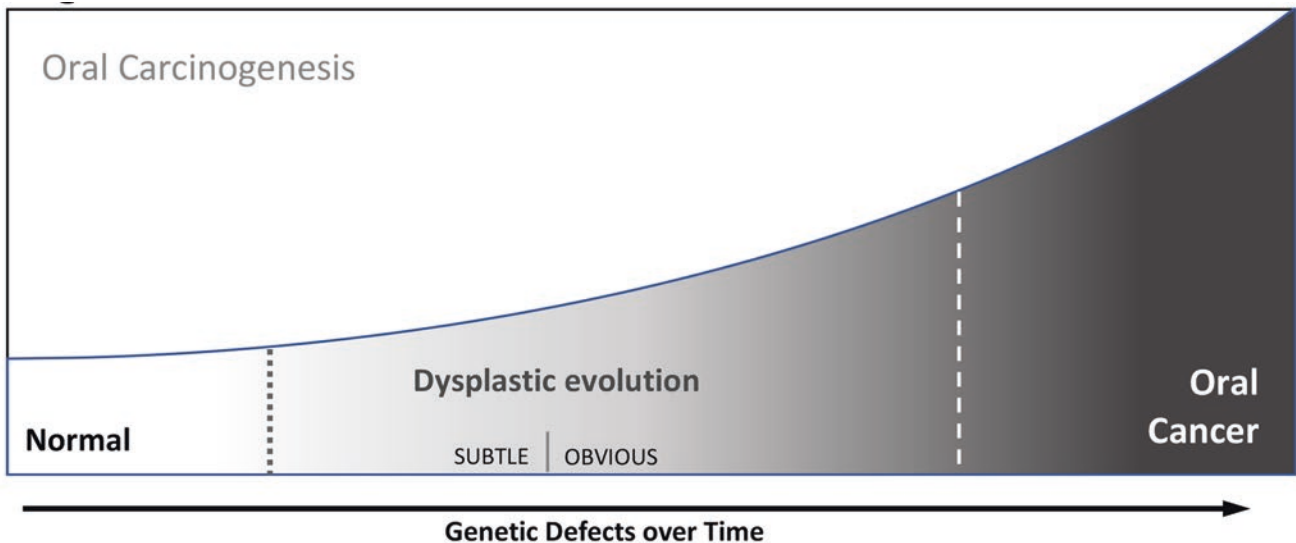 Oral Carcinogenesis
Dysplastic evolution
Normal
SUBTLE
OBVIOUS
Oral
Cancer
Genetic Defects over Time